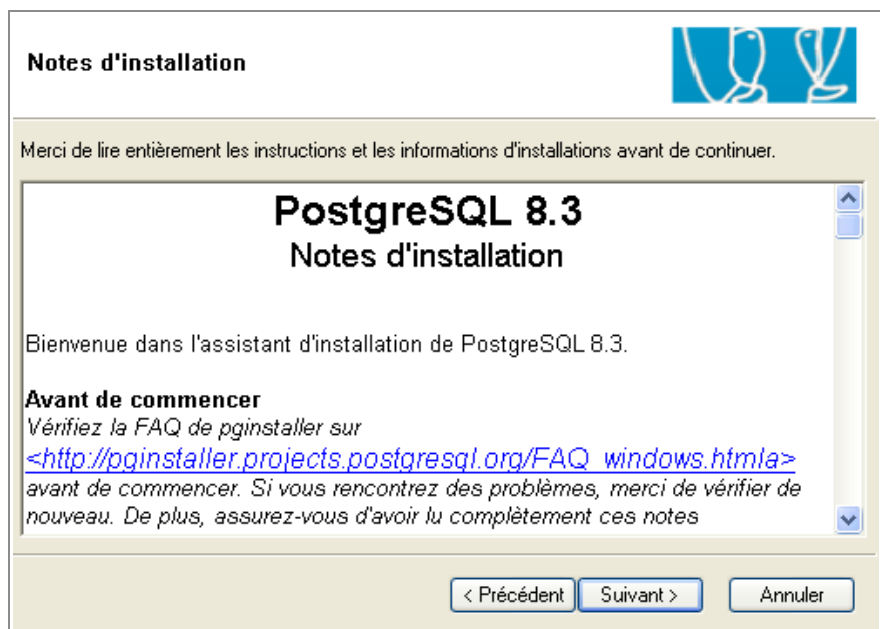 Notes d'installation
Merci de lire entièrement les instructions et les informations d'installations avant de continuer.
PostgreSQL 8.3
Notes d'installation
Bienvenue dans l'assistant d'installation de PostgreSQL 8.3.
Avant de commencer
Vérifiez la FAQ de pginstaller sur
<http://pginstaller.projects.postgresql.org/FAQ_windows.htmla>
avant de commencer. Si vous rencontrez des problèmes, merci de vérifier de
nouveau. De plus, assurez-vous d'avoir lu complètement ces notes
< Précédent Suivant > Annuler